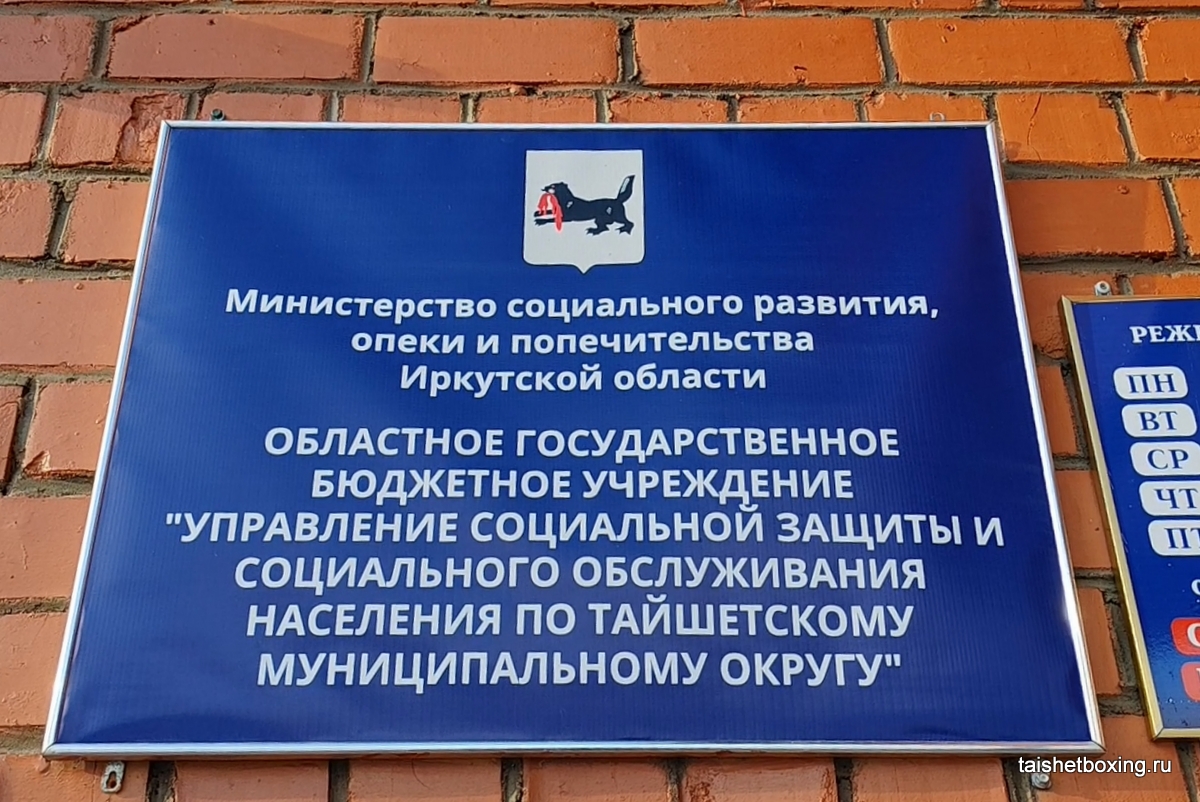 Министерство социального развития,
опеки и попечительства
Иркутской области
ОБЛАСТНОЕ ГОСУДАРСТВЕННОЕ
БЮДЖЕТНОЕ УЧРЕЖДЕНИЕ
"УПРАВЛЕНИЕ СОЦИАЛЬНОЙ ЗАЩИТЫ И
СОЦИАЛЬНОГО ОБСЛУЖИВАНИЯ
НАСЕЛЕНИЯ ПО ТАЙШЕТСКОМУ
МУНИЦИПАЛЬНОМУ ОКРУГУ"
ПН
ВТ
СР
ЧТ
taishetboxing.ru